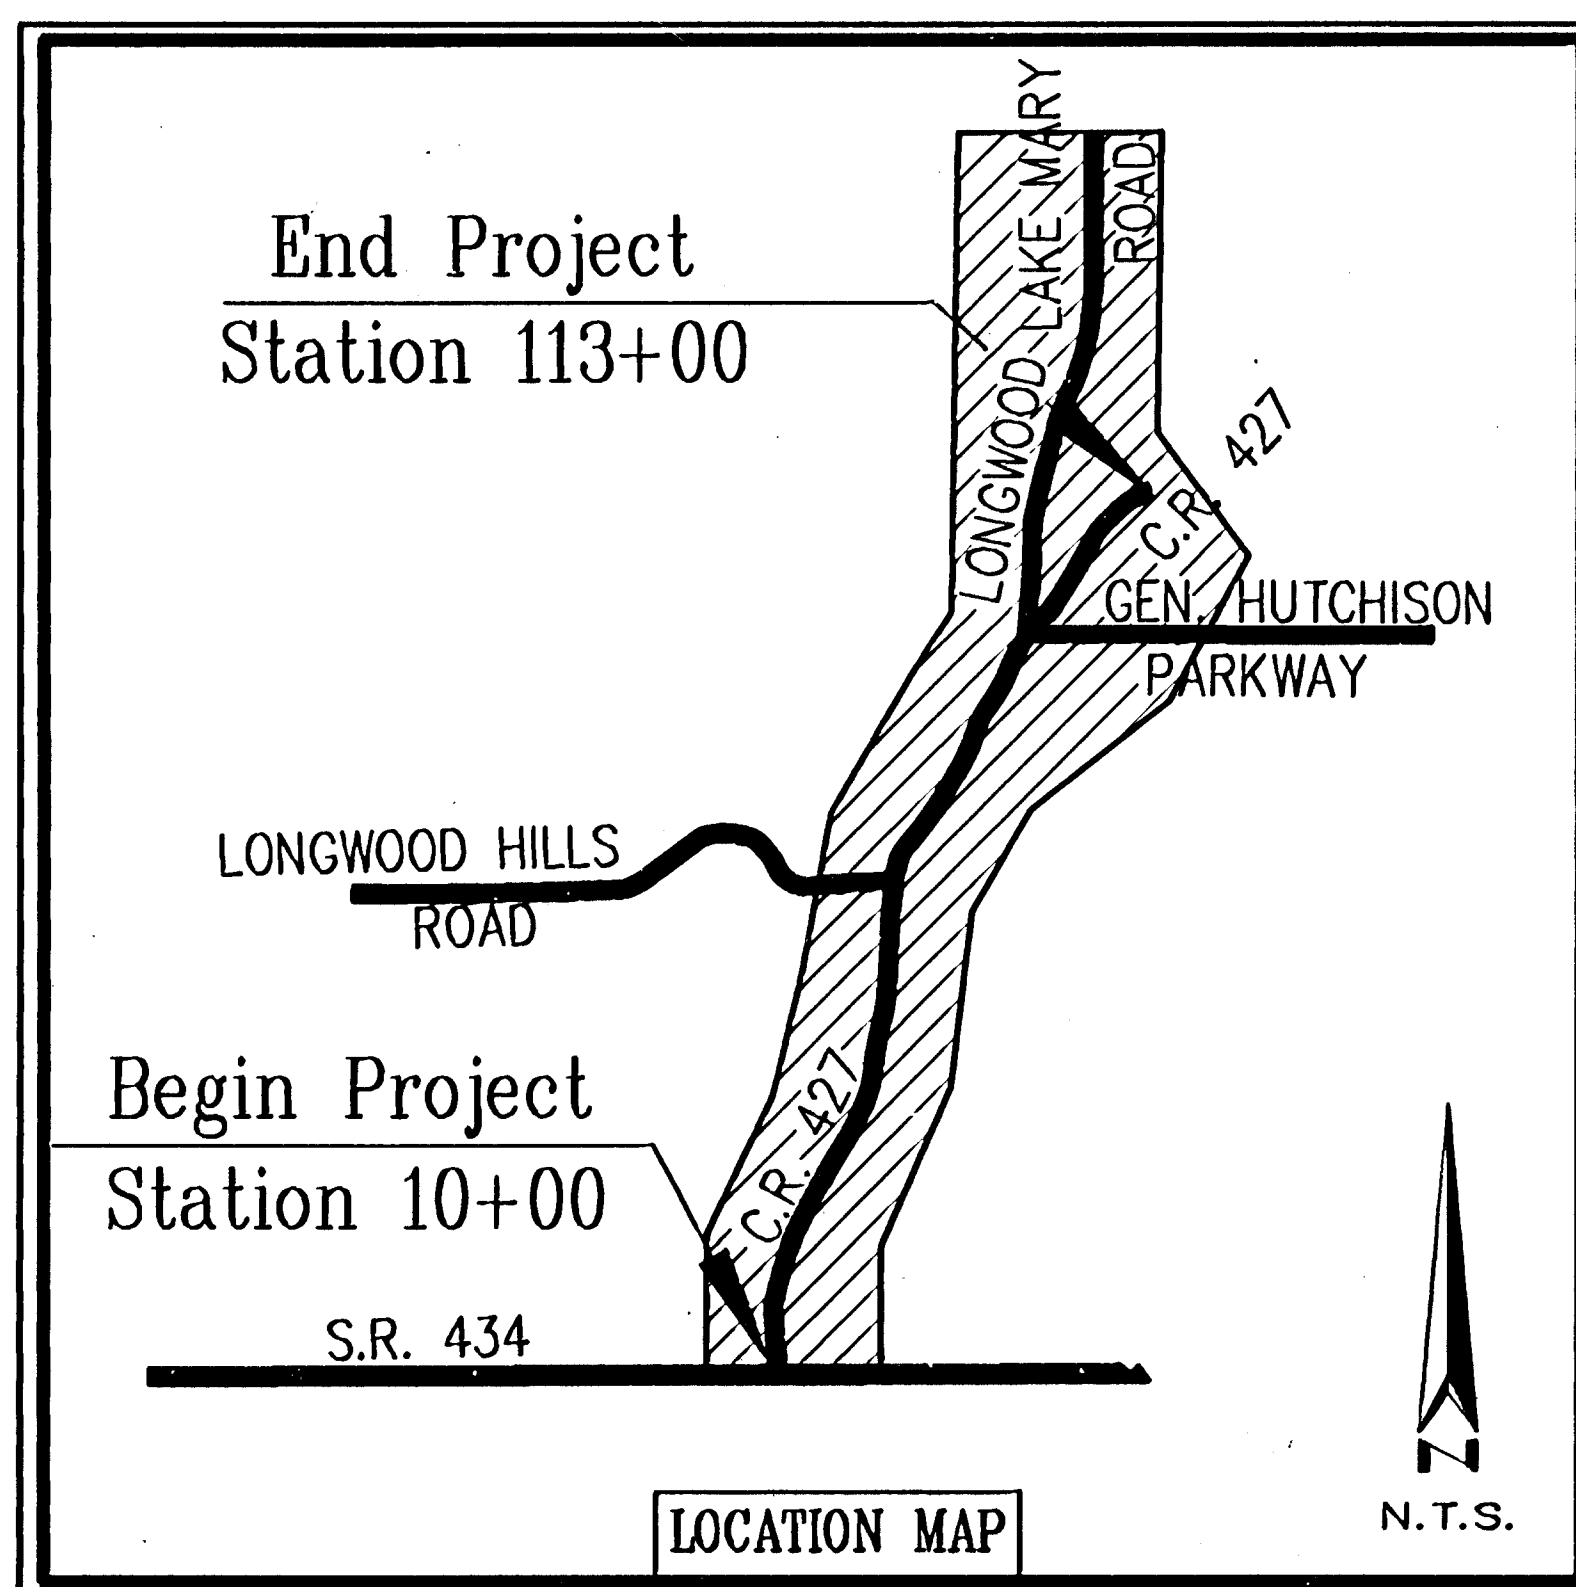 End Project
Station 113+00
LONGWOOD LAKE MARY
ROAD
C.R. 427
GEN. HUTCHISON
PARKWAY
LONGWOOD HILLS
ROAD
Begin Project
Station 10+00
C.R. 427
S.R. 434
N
N.T.S.
LOCATION MAP